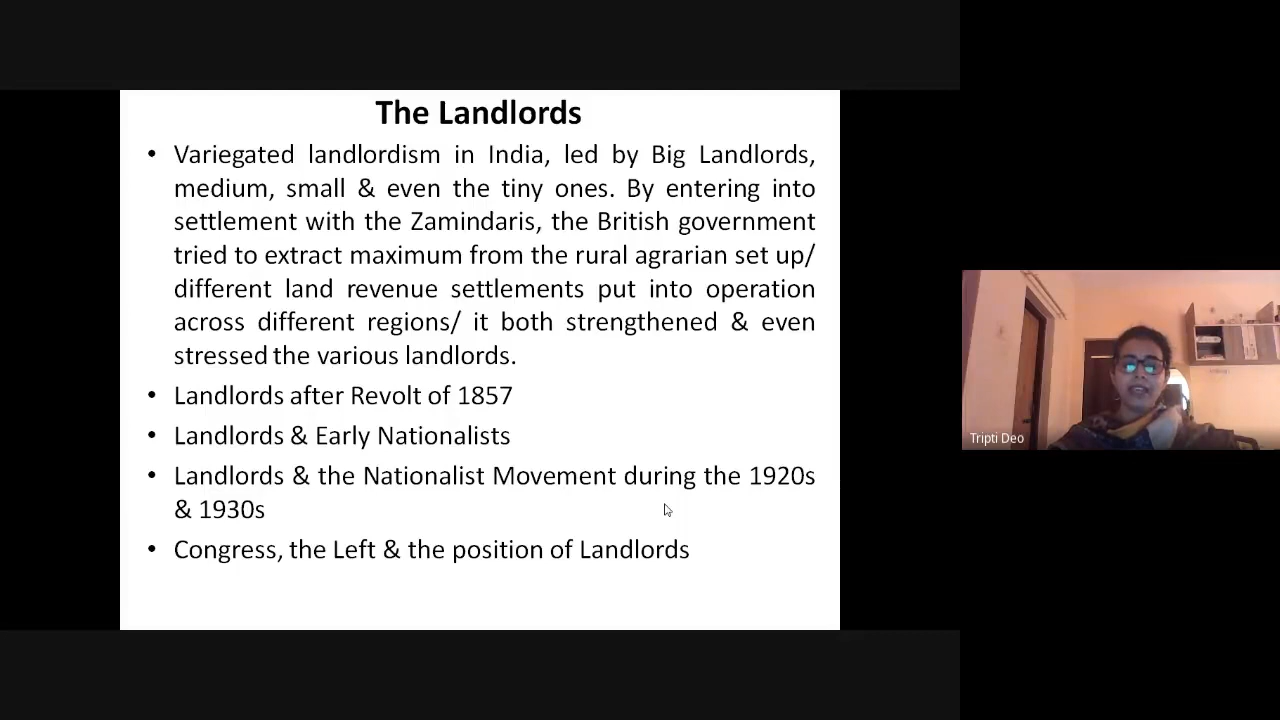 The Landlords
• Variegated landlordism in India, led by Big Landlords,
medium, small & even the tiny ones. By entering into
settlement with the Zamindaris, the British government
tried to extract maximum from the rural agrarian set up/
different land revenue settlements put into operation
across different regions/ it both strengthened & even
stressed the various landlords.
• Landlords after Revolt of 1857
• Landlords & Early Nationalists
• Landlords & the Nationalist Movement during the 1920s
& 1930s
• Congress, the Left & the position of Landlords
Tripti Deo